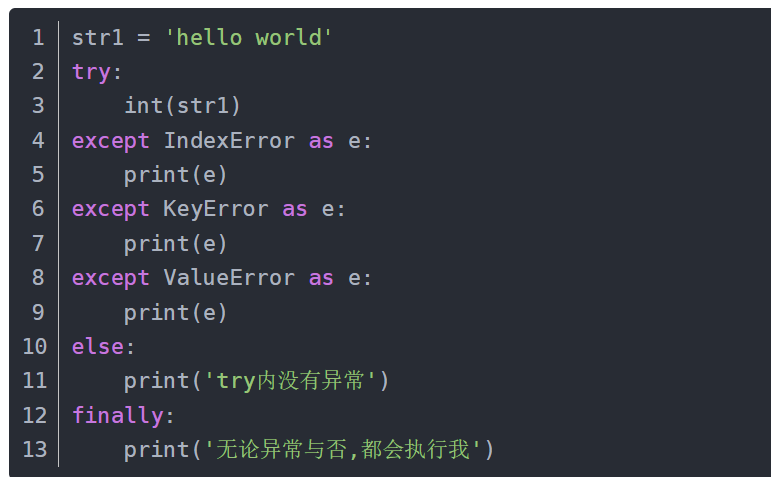 1 str1 = 'hello world'
2 try:
3     int(str1)
4 except IndexError as e:
5     print(e)
6 except KeyError as e:
7     print(e)
8 except ValueError as e:
9     print(e)
10 else:
11     print('try内没有异常')
12 finally:
13     print('无论异常与否,都会执行我')